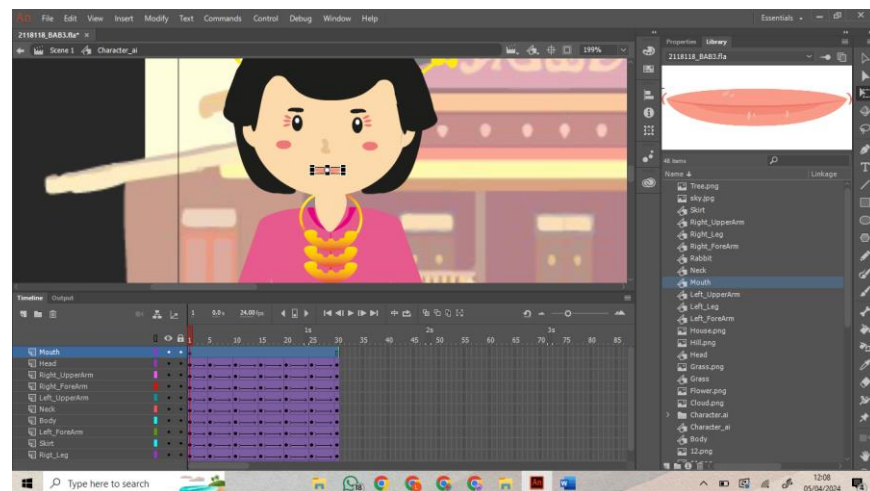 An File Edit View Insert Modify Text Commands Control Debug Window Help
Essentials
2118118_BAB3.fla* ×
Scene 1 Character_ai 199%
Properties Library
2118118_BAB3.fla
48 items
Name Linkage
Tree.png
sky.jpg
Skirt
Right_UpperArm
Right_Leg
Right_ForeArm
Rabbit
Neck
Mouth
Left_UpperArm
Left_Leg
Left_ForeArm
House.png
Hill.png
Head
Grass.png
Grass
Flower.png
Cloud.png
Character.ai
Character_ai
Body
12.png
Timeline Output
1 0.0 s 24.00 fps
1s 2s 3s
1 5 10 15 20 25 30 35 40 45 50 55 60 65 70 75 80 85
Mouth
Head
Right_UpperArm
Right_ForeArm
Left_UpperArm
Neck
Body
Left_ForeArm
Skirt
Rigt_Leg
Type here to search
12:08
05/04/2024